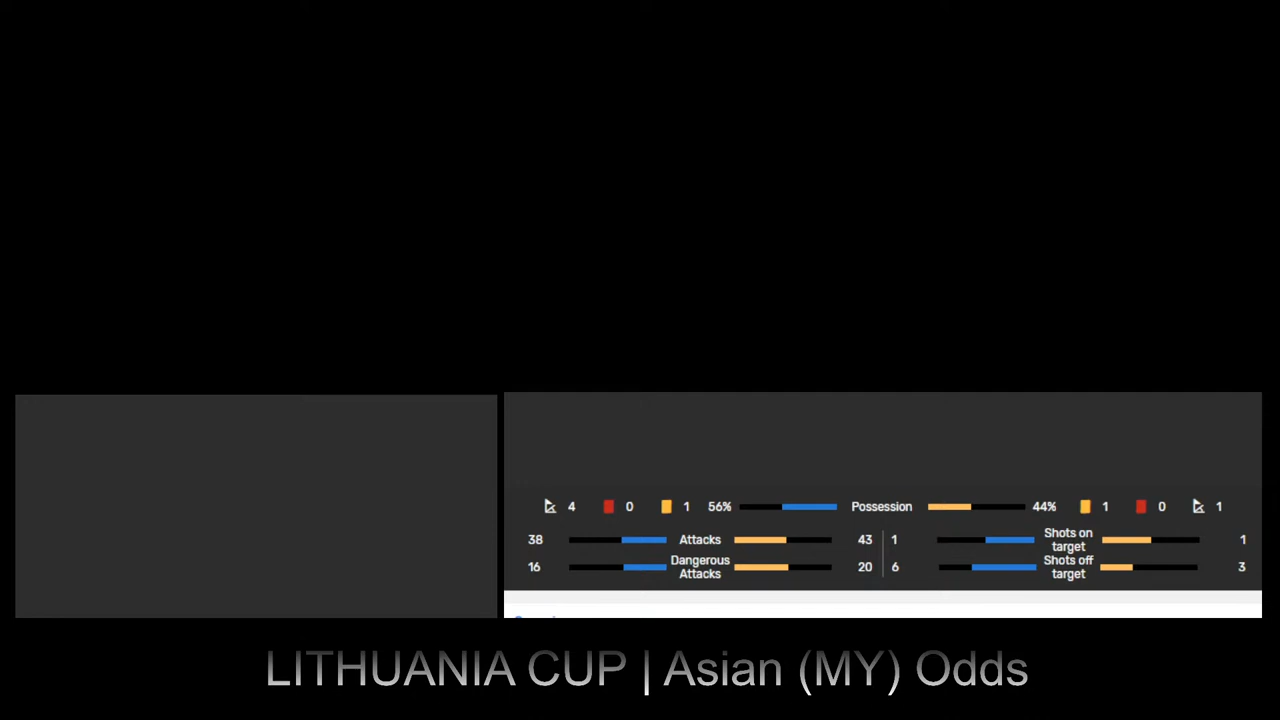 4 0 1 56% Possession 44% 1 0 1
38 Attacks 43 1 Shots on target 1
16 Dangerous Attacks 20 6 Shots off target 3
LITHUANIA CUP | Asian (MY) Odds